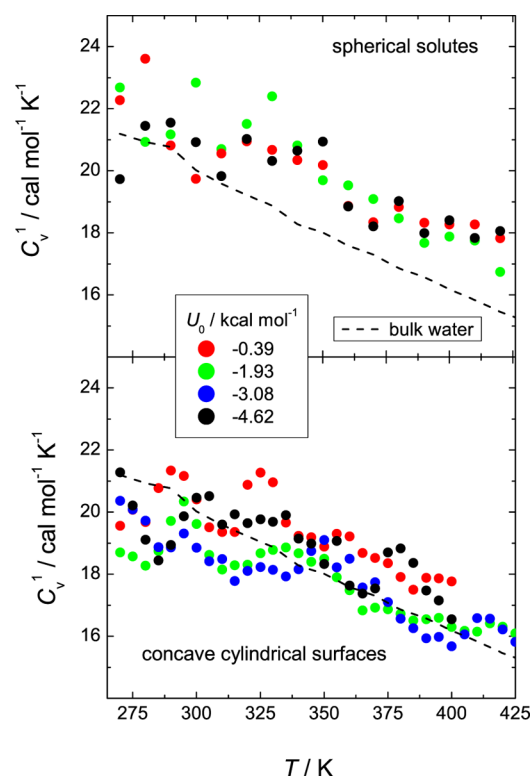 spherical solutes
24
22
20
18
16
C_v^1 / cal mol^-1 K^-1
U_0 / kcal mol^-1
-0.39
-1.93
-3.08
-4.62
bulk water
24
22
20
18
16
C_v^1 / cal mol^-1 K^-1
concave cylindrical surfaces
275 300 325 350 375 400 425
T / K